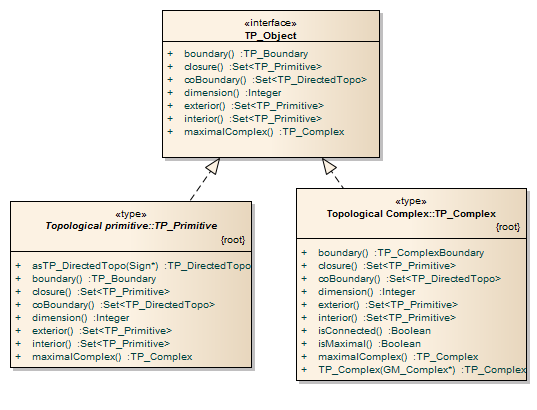 «interface»
TP_Object
+ boundary() :TP_Boundary
+ closure() :Set<TP_Primitive>
+ coBoundary() :Set<TP_DirectedTopo>
+ dimension() :Integer
+ exterior() :Set<TP_Primitive>
+ interior() :Set<TP_Primitive>
+ maximalComplex() :TP_Complex
«type»
Topological primitive::TP_Primitive
{root}
+ asTP_DirectedTopo(Sign*) :TP_DirectedTopo
+ boundary() :TP_Boundary
+ closure() :Set<TP_Primitive>
+ coBoundary() :Set<TP_DirectedTopo>
+ dimension() :Integer
+ exterior() :Set<TP_Primitive>
+ interior() :Set<TP_Primitive>
+ maximalComplex() :TP_Complex
«type»
Topological Complex::TP_Complex
{root}
+ boundary() :TP_ComplexBoundary
+ closure() :Set<TP_Primitive>
+ coBoundary() :Set<TP_DirectedTopo>
+ dimension() :Integer
+ exterior() :Set<TP_Primitive>
+ interior() :Set<TP_Primitive>
+ isConnected() :Boolean
+ isMaximal() :Boolean
+ maximalComplex() :TP_Complex
+ TP_Complex(GM_Complex*) :TP_Complex